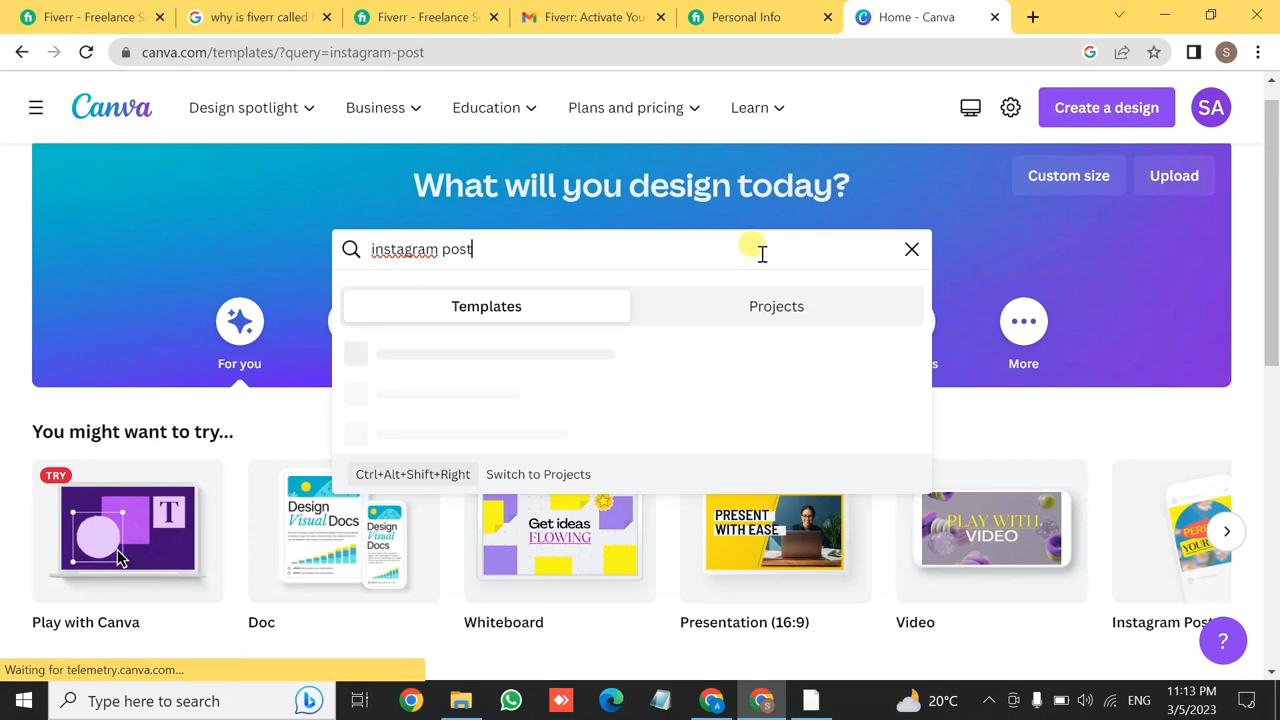 Fiverr - Freelance S
why is fiverr called
Fiverr - Freelance S
Fiverr: Activate You
Personal Info
Home - Canva
canva.com/templates/?query=instagram-post
S
Canva
Design spotlight
Business
Education
Plans and pricing
Learn
Create a design
SA
What will you design today?
Custom size
Upload
instagram post
Templates
Projects
For you
s
More
Ctrl+Alt+Shift+Right
Switch to Projects
You might want to try...
TRY
T
Design
Visual Docs
Design
Visual
Docs
Get ideas
FLOWING
PRESENT
WITH EASE
PLAY WITH
VIDEO
Play with Canva
Doc
Whiteboard
Presentation (16:9)
Video
Instagram Pos
?
Waiting for telemetry.canva.com...
Type here to search
20°C
ENG
11:13 PM
3/5/2023